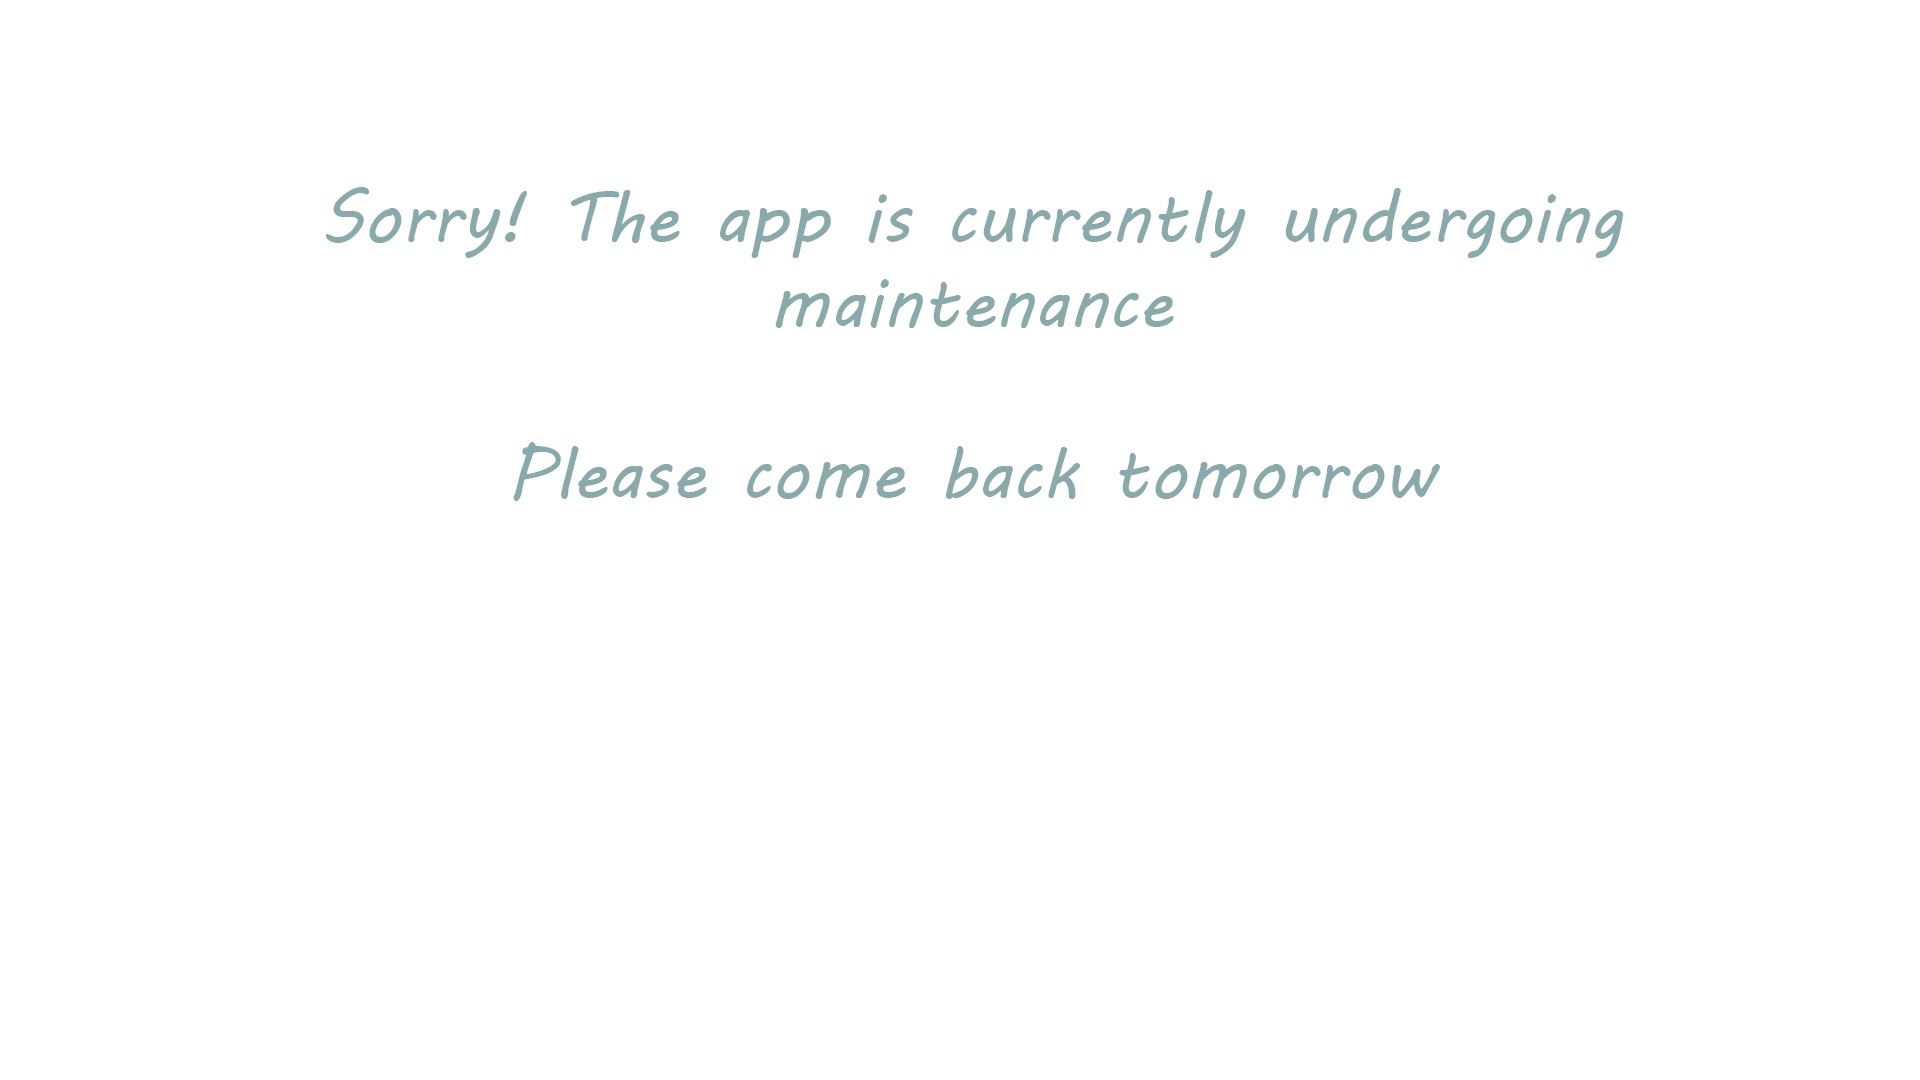 Sorry! The app is currently undergoing
maintenance
Please come back tomorrow